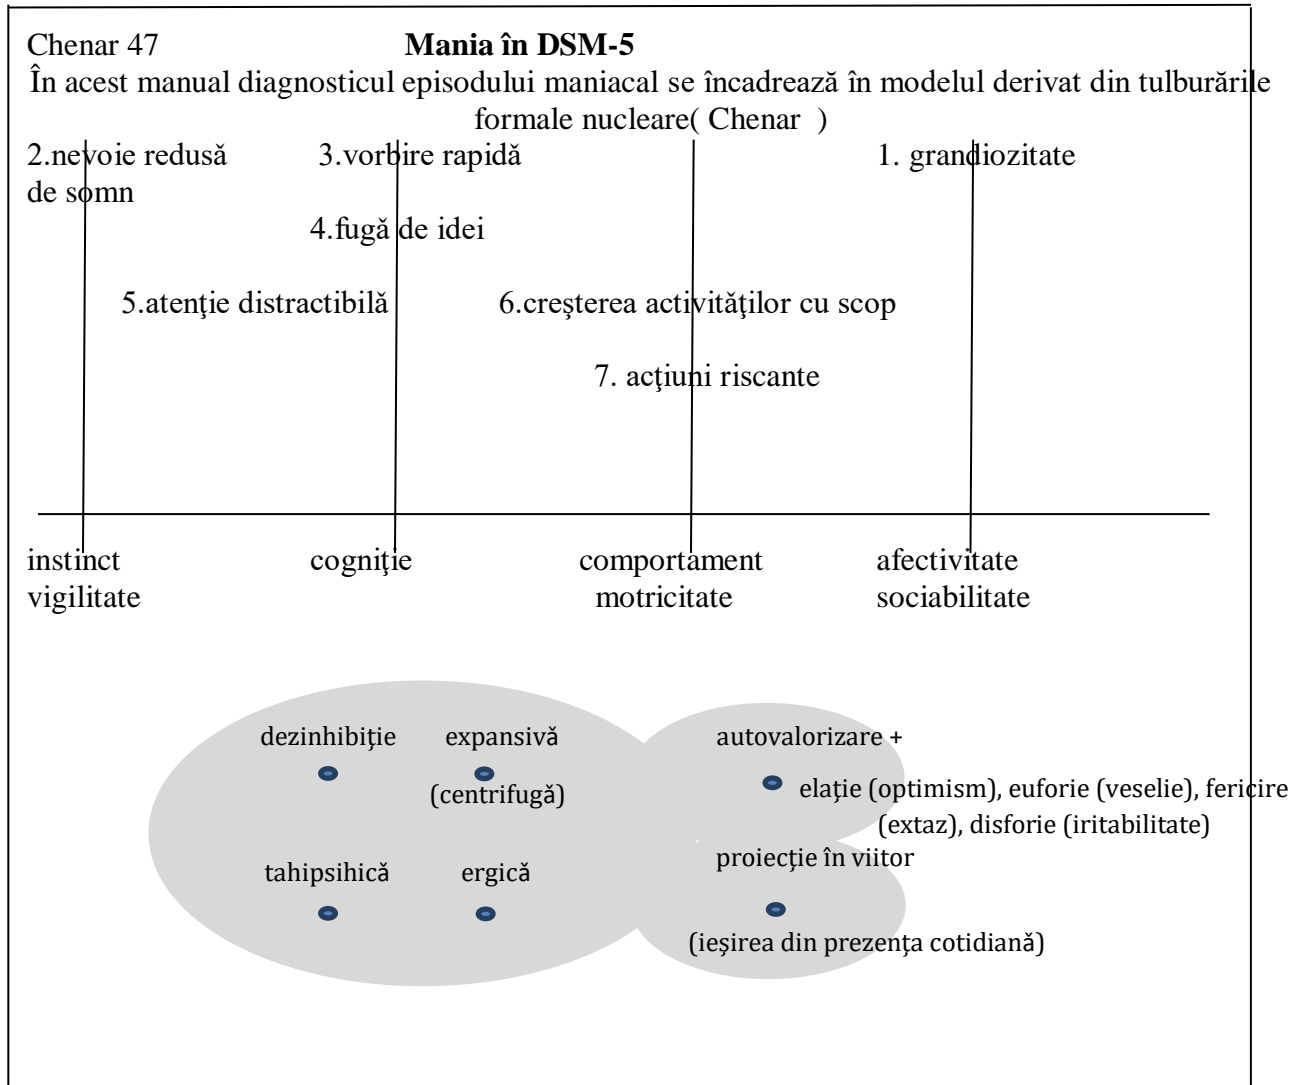 Chenar 47 Mania în DSM-5
În acest manual diagnosticul episodului maniacal se încadrează în modelul derivat din tulburările
formale nucleare( Chenar  )
2.nevoie redusă 3.vorbire rapidă 1. grandiozitate
de somn
4.fugă de idei
5.atenţie distractibilă 6.creşterea activităţilor cu scop
7. acţiuni riscante
instinct cogniţie comportament afectivitate
vigilitate motricitate sociabilitate
dezinhibiţie expansivă autovalorizare +
(centrifugă) elaţie (optimism), euforie (veselie), fericire
(extaz), disforie (iritabilitate)
tahipsihică ergică proiecţie în viitor
(ieşirea din prezenţa cotidiană)